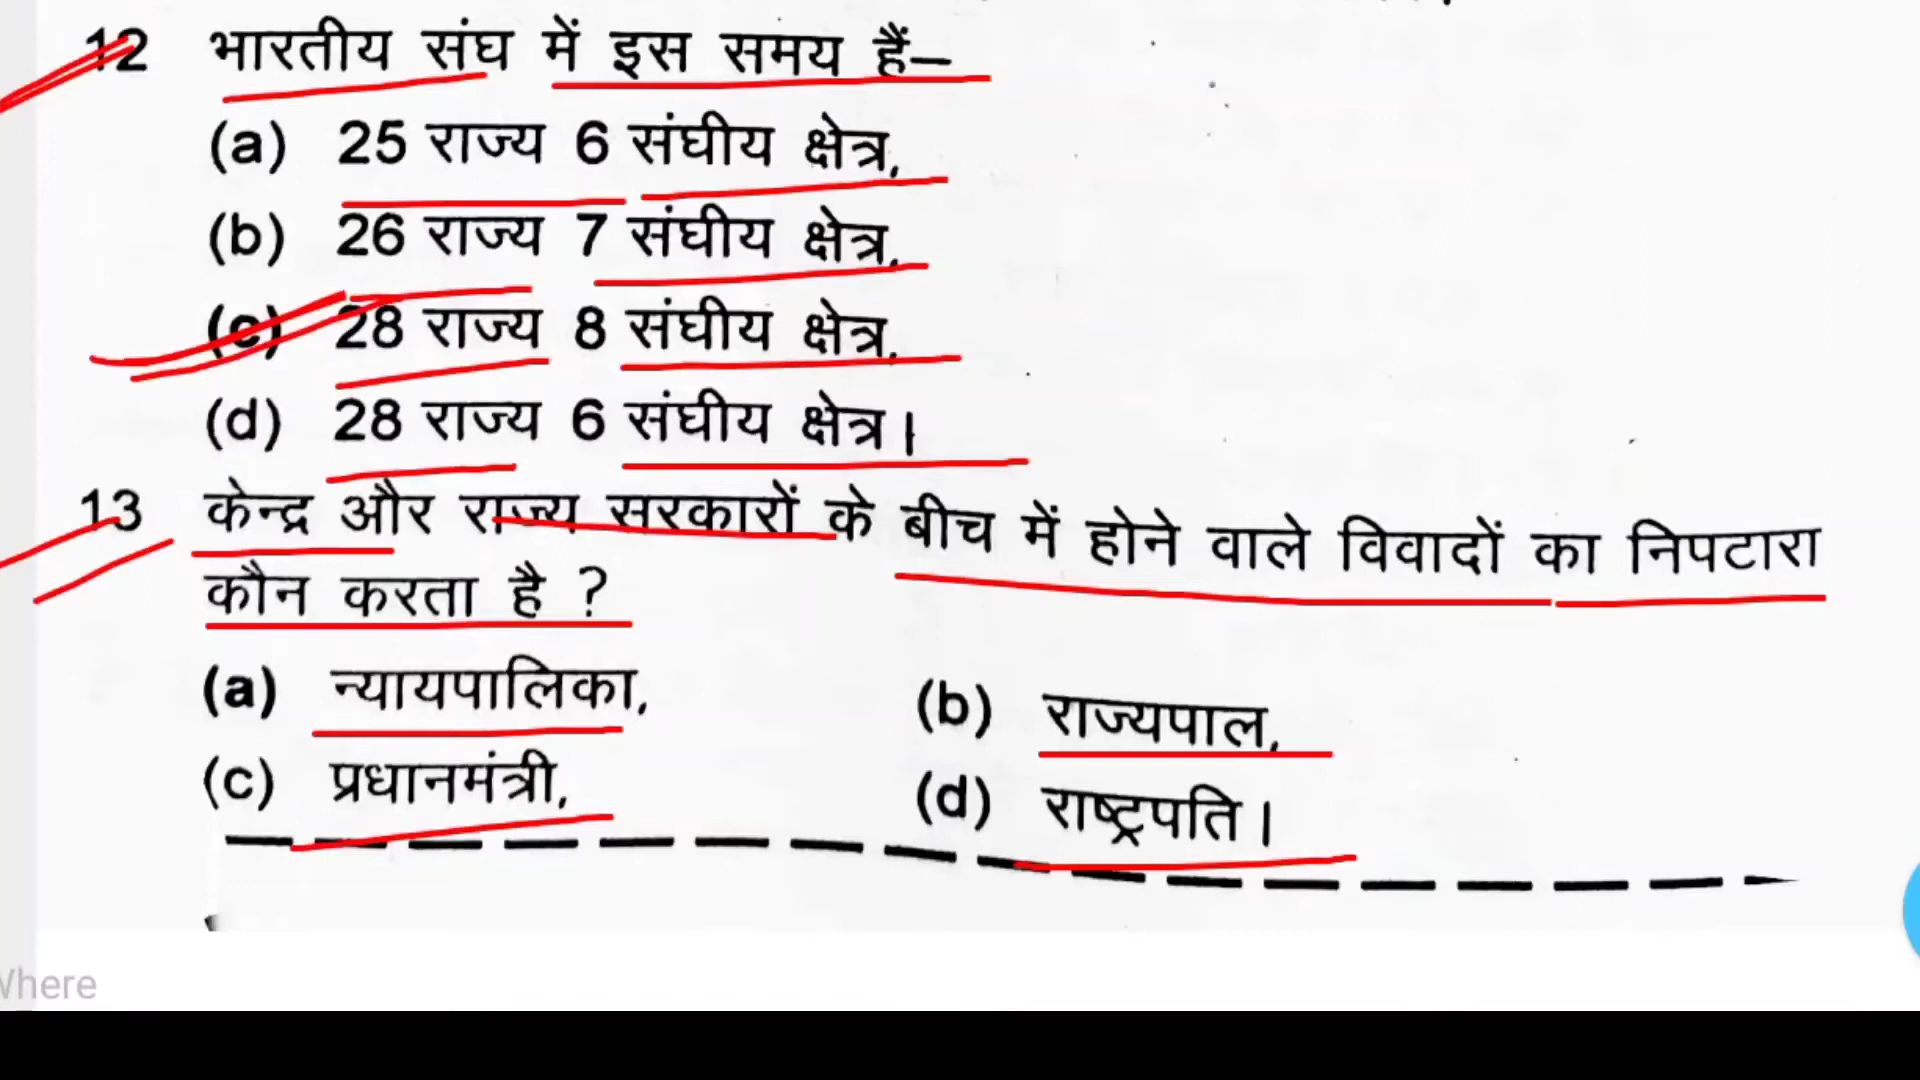 12 भारतीय संघ में इस समय हैं–
(a) 25 राज्य 6 संघीय क्षेत्र,
(b) 26 राज्य 7 संघीय क्षेत्र,
(c) 28 राज्य 8 संघीय क्षेत्र,
(d) 28 राज्य 6 संघीय क्षेत्र।
13 केन्द्र और राज्य सरकारों के बीच में होने वाले विवादों का निपटारा
कौन करता है ?
(a) न्यायपालिका, (b) राज्यपाल,
(c) प्रधानमंत्री, (d) राष्ट्रपति।
Where